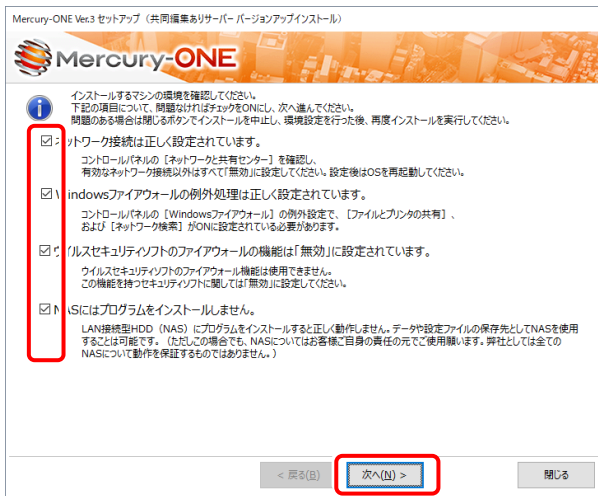 Mercury-ONE Ver.3 セットアップ（共同編集ありサーバー バージョンアップインストール）
Mercury-ONE
インストールするマシンの環境を確認してください。
下記の項目について、問題なければチェックをONにし、次へ進んでください。
問題のある場合は閉じるボタンでインストールを中止し、環境設定を行った後、再度インストールを実行してください。
ネットワーク接続は正しく設定されています。
コントロールパネルの［ネットワークと共有センター］を確認し、
有効なネットワーク接続以外はすべて「無効」に設定してください。設定後はOSを再起動してください。
Windowsファイアウォールの例外処理は正しく設定されています。
コントロールパネルの［Windowsファイアウォール］の例外設定で、［ファイルとプリンタの共有］、
および［ネットワーク検索］がONに設定されている必要があります。
ウイルスセキュリティソフトのファイアウォールの機能は「無効」に設定されています。
ウイルスセキュリティソフトのファイアウォール機能は使用できません。
この機能を持つセキュリティソフトに関しては「無効」に設定してください。
NASにはプログラムをインストールしません。
LAN接続型HDD（NAS）にプログラムをインストールすると正しく動作しません。データや設定ファイルの保存先としてNASを使用
することは可能です。（ただしこの場合でも、NASについてはお客様ご自身の責任の元でご使用願います。弊社としては全ての
NASについて動作を保証するものではありません。）
< 戻る(B) 次へ(N) > 閉じる